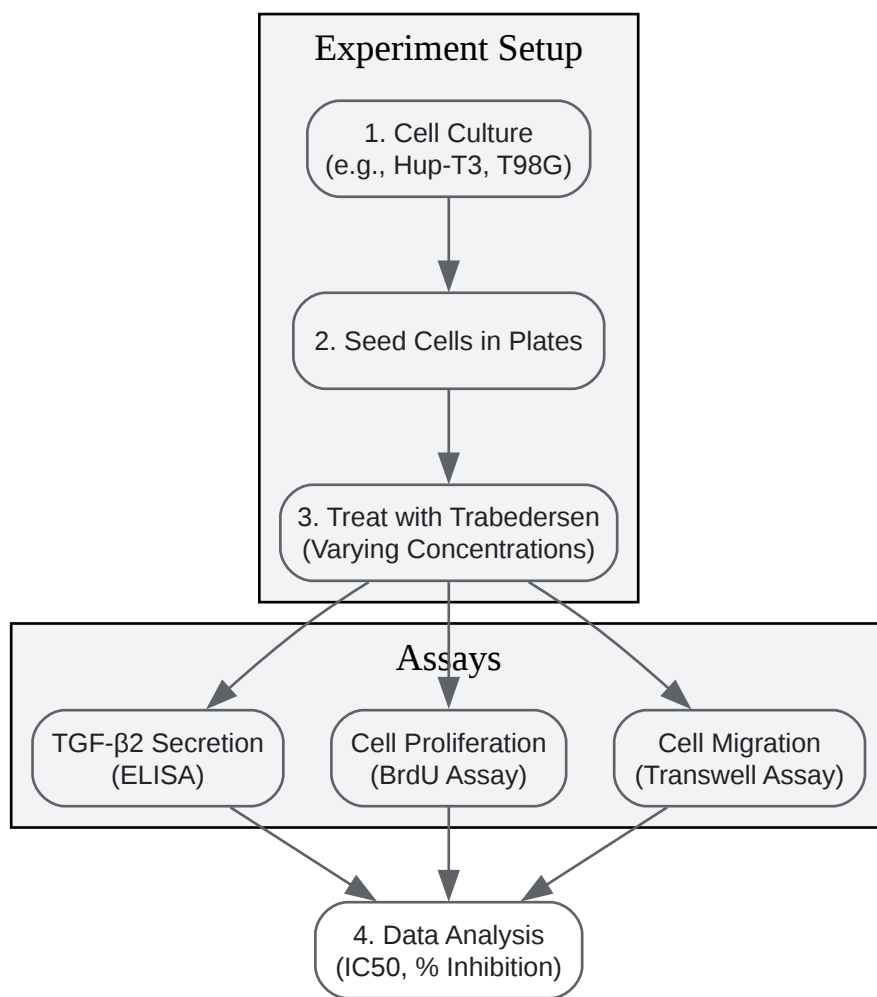 Experiment Setup
1. Cell Culture
(e.g., Hup-T3, T98G)
2. Seed Cells in Plates
3. Treat with Trabedersen
(Varying Concentrations)
Assays
TGF-β2 Secretion
(ELISA)
Cell Proliferation
(BrdU Assay)
Cell Migration
(Transwell Assay)
4. Data Analysis
(IC50, % Inhibition)